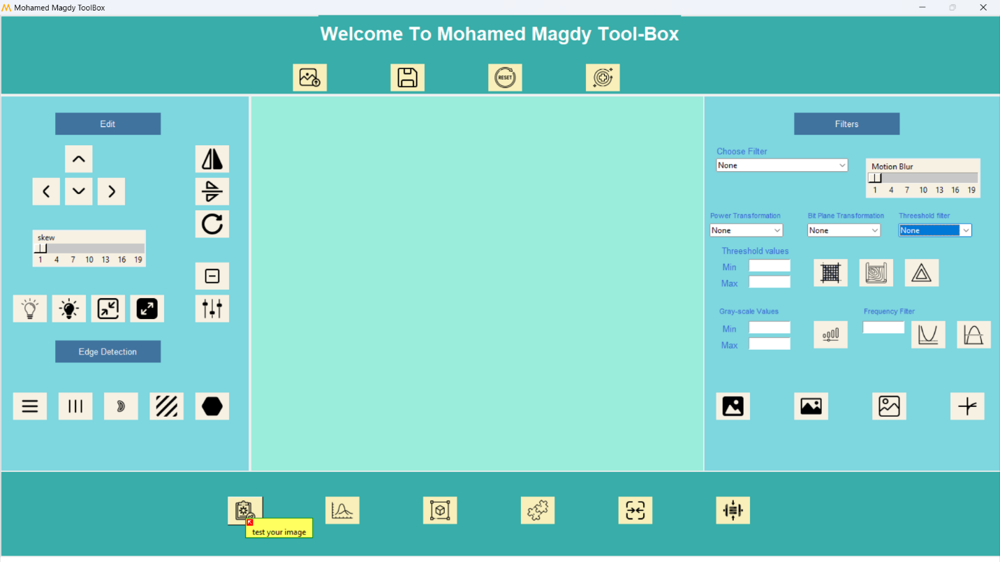 Mohamed Magdy ToolBox
Welcome To Mohamed Magdy Tool-Box
RESET
Edit
skew
1 4 7 10 13 16 19
Edge Detection
Filters
Choose Filter
None
Motion Blur
1 4 7 10 13 16 19
Power Transformation
None
Bit Plane Transformation
None
Threeshold filter
None
Threeshold values
Min
Max
Gray-scale Values
Min
Max
Frequency Filter
test your image